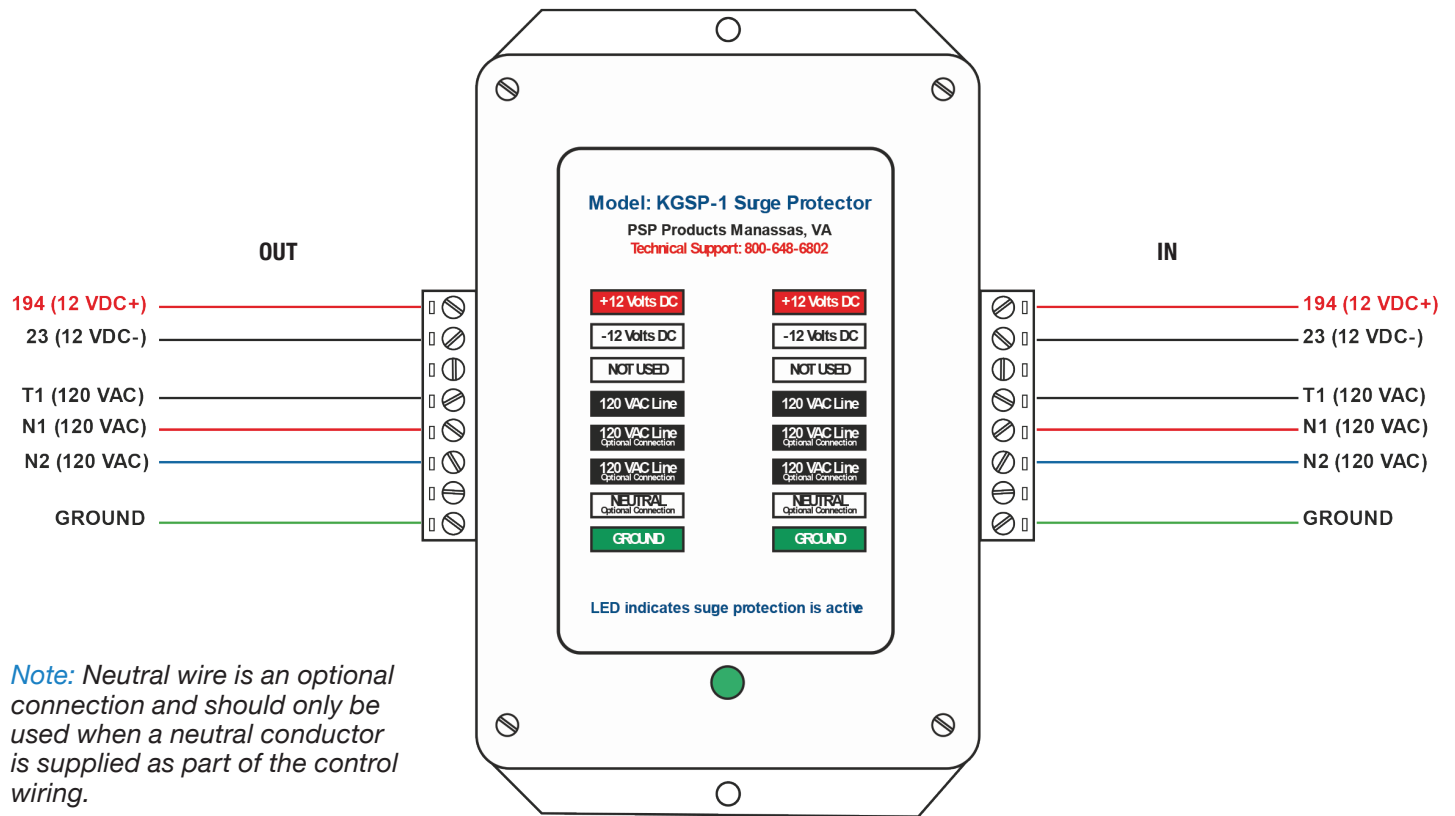 Model: KGSP-1 Surge Protector
PSP Products Manassas, VA
Technical Support: 800-648-6802
OUT
IN
194 (12 VDC+)
23 (12 VDC-)
T1 (120 VAC)
N1 (120 VAC)
N2 (120 VAC)
GROUND
+12 Volts DC
-12 Volts DC
NOT USED
120 VAC Line
120 VAC Line
Optional Connection
120 VAC Line
Optional Connection
NEUTRAL
Optional Connection
GROUND
+12 Volts DC
-12 Volts DC
NOT USED
120 VAC Line
120 VAC Line
Optional Connection
120 VAC Line
Optional Connection
NEUTRAL
Optional Connection
GROUND
194 (12 VDC+)
23 (12 VDC-)
T1 (120 VAC)
N1 (120 VAC)
N2 (120 VAC)
GROUND
LED indicates suge protection is active
Note: Neutral wire is an optional
connection and should only be
used when a neutral conductor
is supplied as part of the control
wiring.